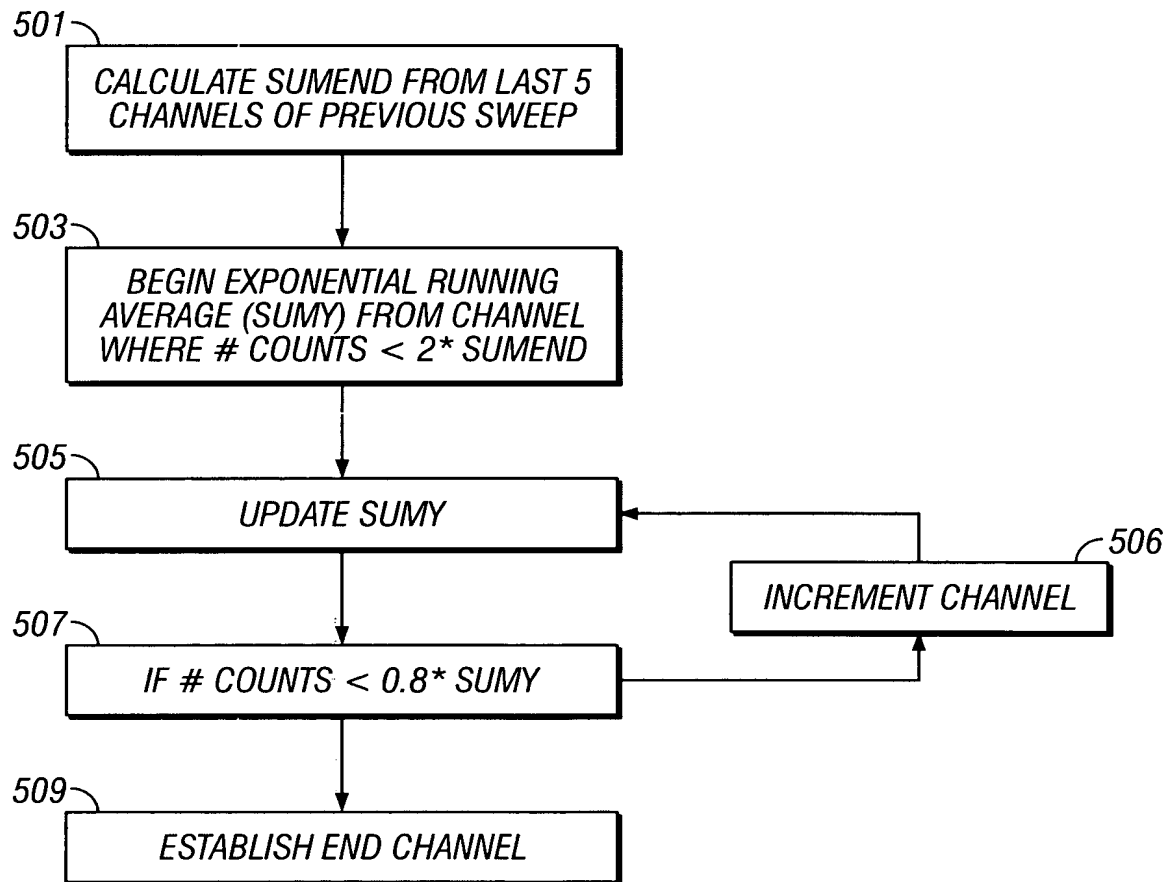 501
CALCULATE SUMEND FROM LAST 5
CHANNELS OF PREVIOUS SWEEP
503
BEGIN EXPONENTIAL RUNNING
AVERAGE (SUMY) FROM CHANNEL
WHERE # COUNTS < 2* SUMEND
505
UPDATE SUMY
506
INCREMENT CHANNEL
507
IF # COUNTS < 0.8* SUMY
509
ESTABLISH END CHANNEL